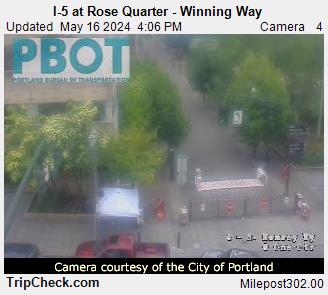 I-5 at Rose Quarter - Winning Way
Updated May 16 2024 4:06 PM Camera 4
PBOT
PORTLAND BUREAU OF TRANSPORTATION
Camera courtesy of the City of Portland
TripCheck.com Milepost302.00